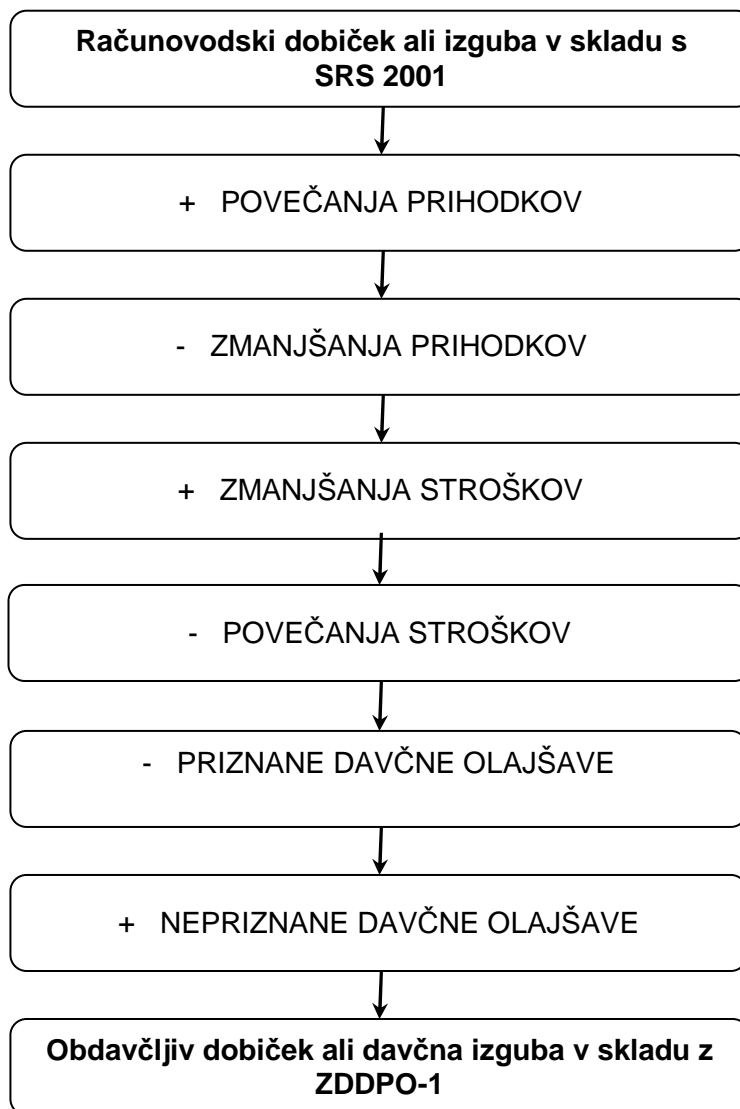 Računovodski dobiček ali izguba v skladu s
SRS 2001
+ POVEČANJA PRIHODKOV
- ZMANJŠANJA PRIHODKOV
+ ZMANJŠANJA STROŠKOV
- POVEČANJA STROŠKOV
- PRIZNANE DAVČNE OLAJŠAVE
+ NEPRIZNANE DAVČNE OLAJŠAVE
Obdavčljiv dobiček ali davčna izguba v skladu z
ZDDPO-1